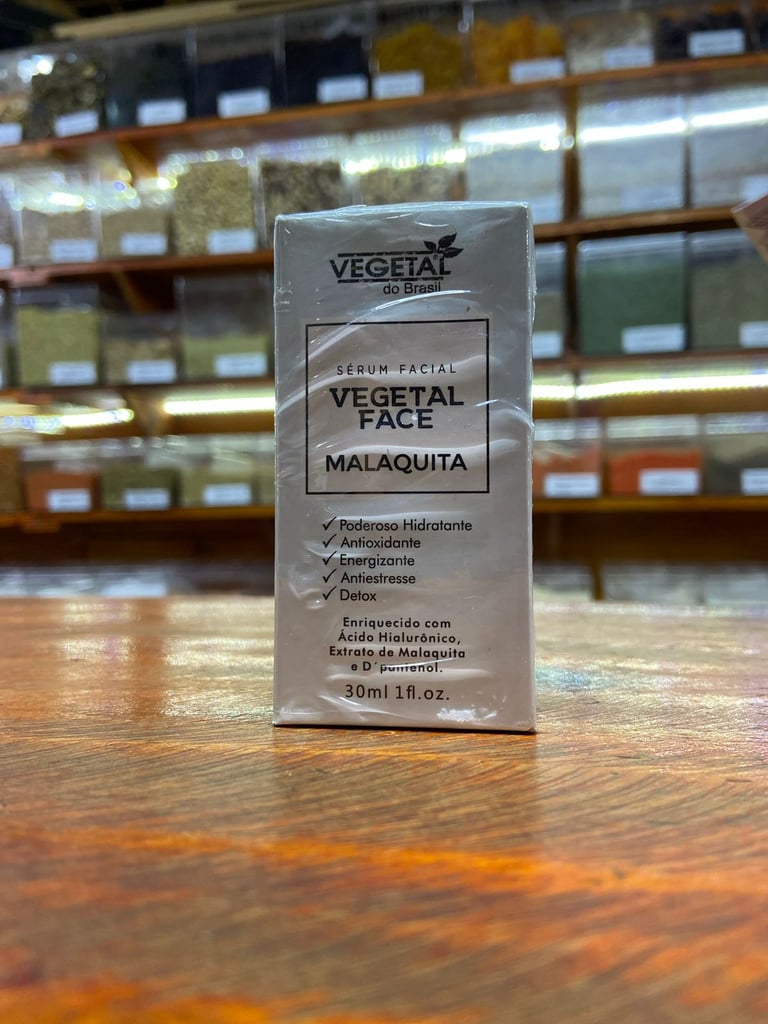 VEGETAL®
do Brasil
SÉRUM FACIAL
VEGETAL
FACE
MALAQUITA
✓ Poderoso Hidratante
✓ Antioxidante
✓ Energizante
✓ Antiestresse
✓ Detox
Enriquecido com
Ácido Hialurônico,
Extrato de Malaquita
e D´pantenol.
30ml 1fl.oz.